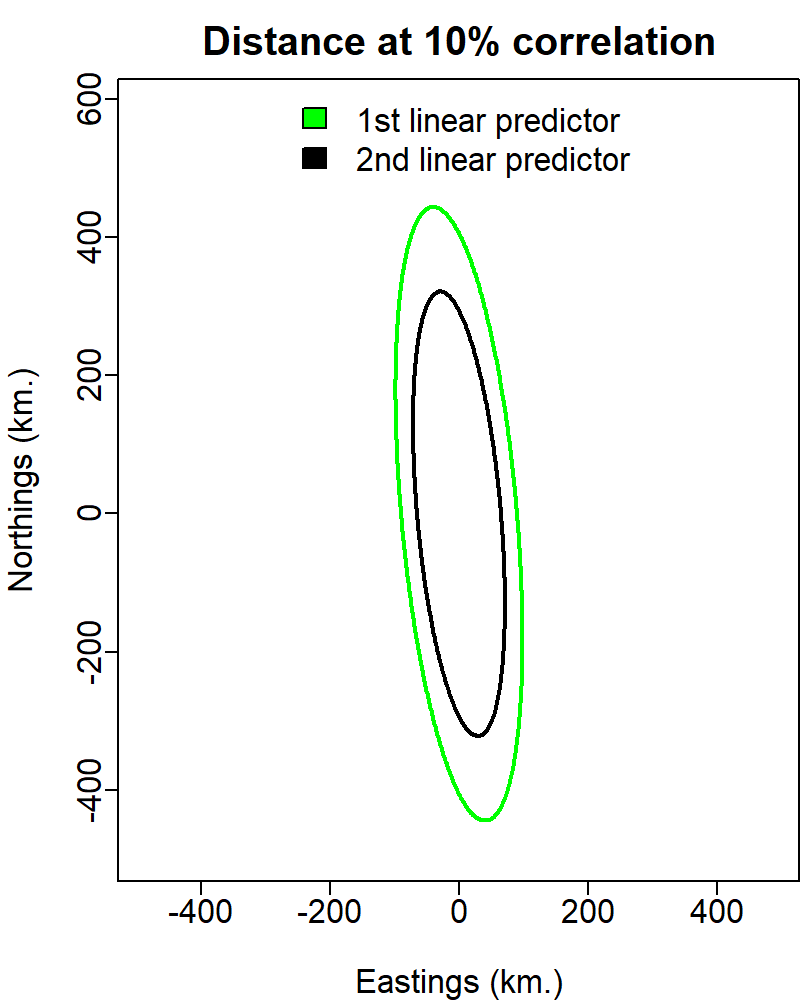 Distance at 10% correlation
1st linear predictor
2nd linear predictor
600
400
200
0
-200
-400
Northings (km.)
-400 -200 0 200 400
Eastings (km.)